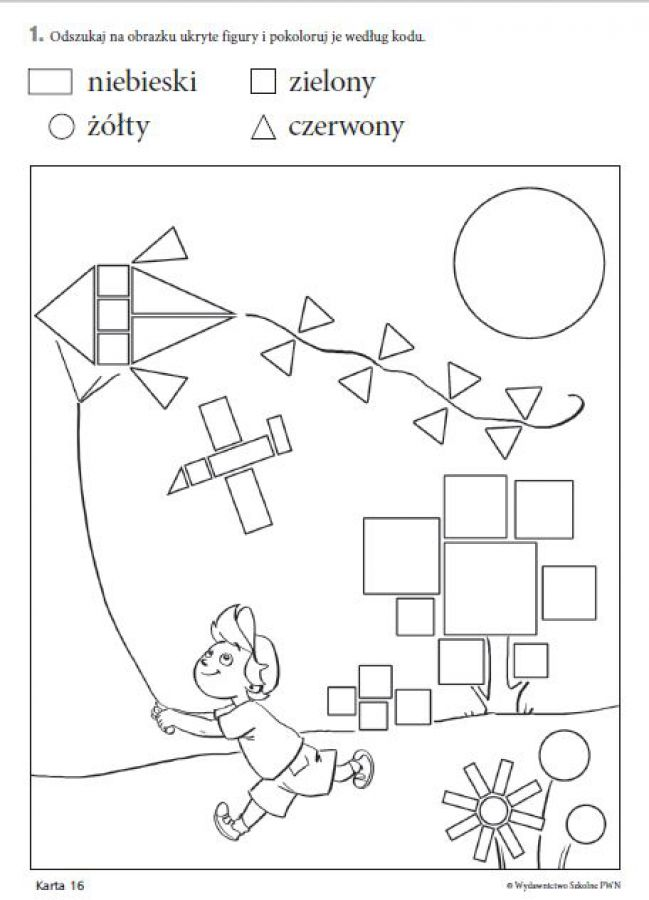 1. Odszukaj na obrazku ukryte figury i pokoloruj je według kodu.
niebieski zielony
żółty czerwony
Karta 16 © Wydawnictwo Szkolne PWN